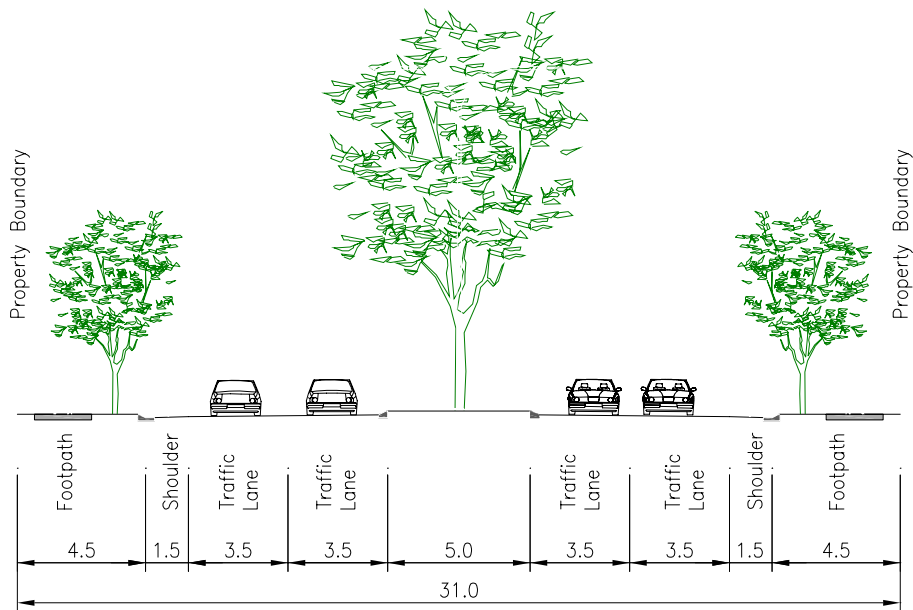 Property Boundary
Property Boundary
Footpath
Shoulder
Traffic
Lane
Traffic
Lane
Traffic
Lane
Traffic
Lane
Shoulder
Footpath
4.5
1.5
3.5
3.5
5.0
3.5
3.5
1.5
4.5
31.0